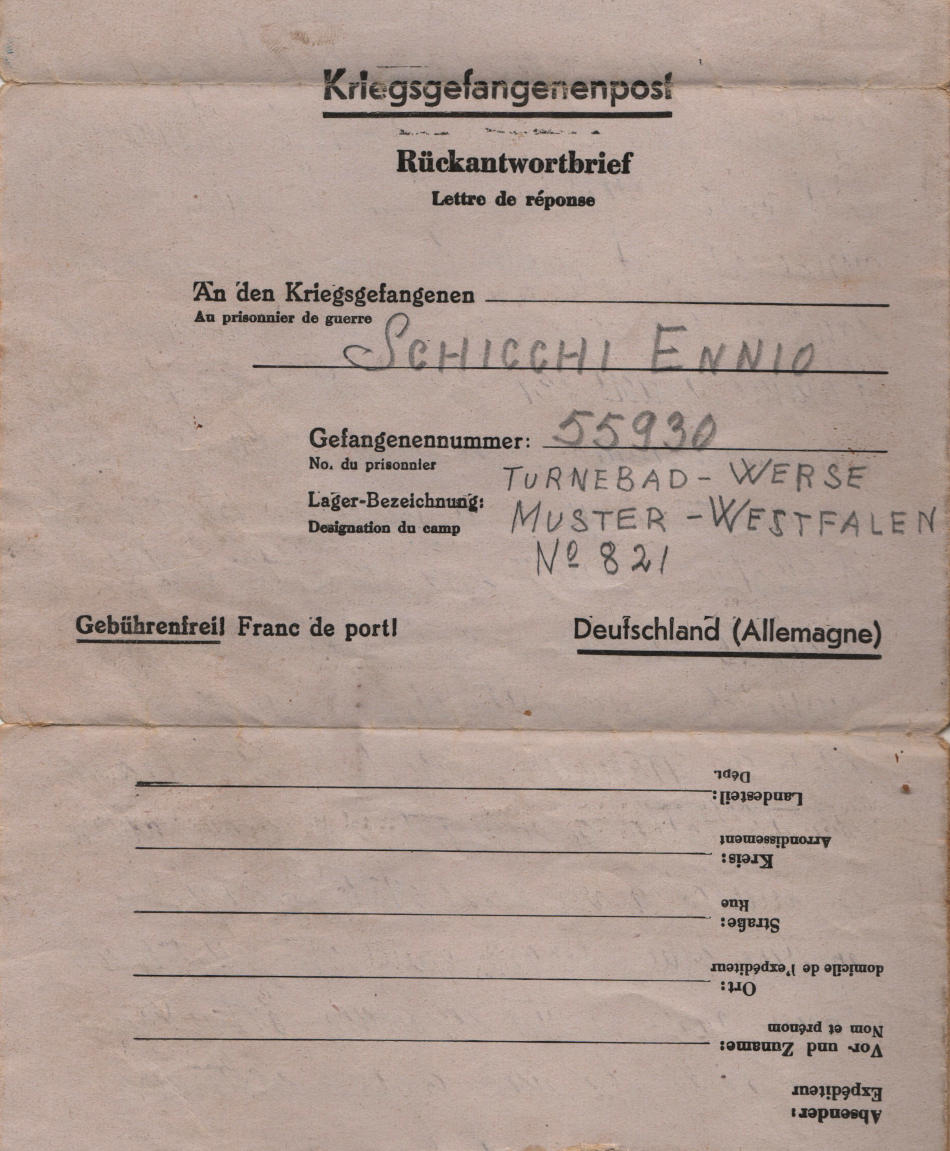 Kriegsgefangenenpost
Rückantwortbrief
Lettre de réponse
An den Kriegsgefangenen
Au prisonnier de guerre
SCHICCHI ENNIO
Gefangenennummer: 55930
No. du prisonnier
TURNEBAD - WERSE
Lager-Bezeichnung:
MUSTER - WESTFALEN
Designation du camp
Nº 821
Gebührenfrei! Franc de port!
Deutschland (Allemagne)
Absender:
Expéditeur
Vor- und Zuname:
Nom et prénom
Ort:
domicile de l'expéditeur
Straße:
Rue
Kreis:
Arrondissement
Landesteil:
Dépt.